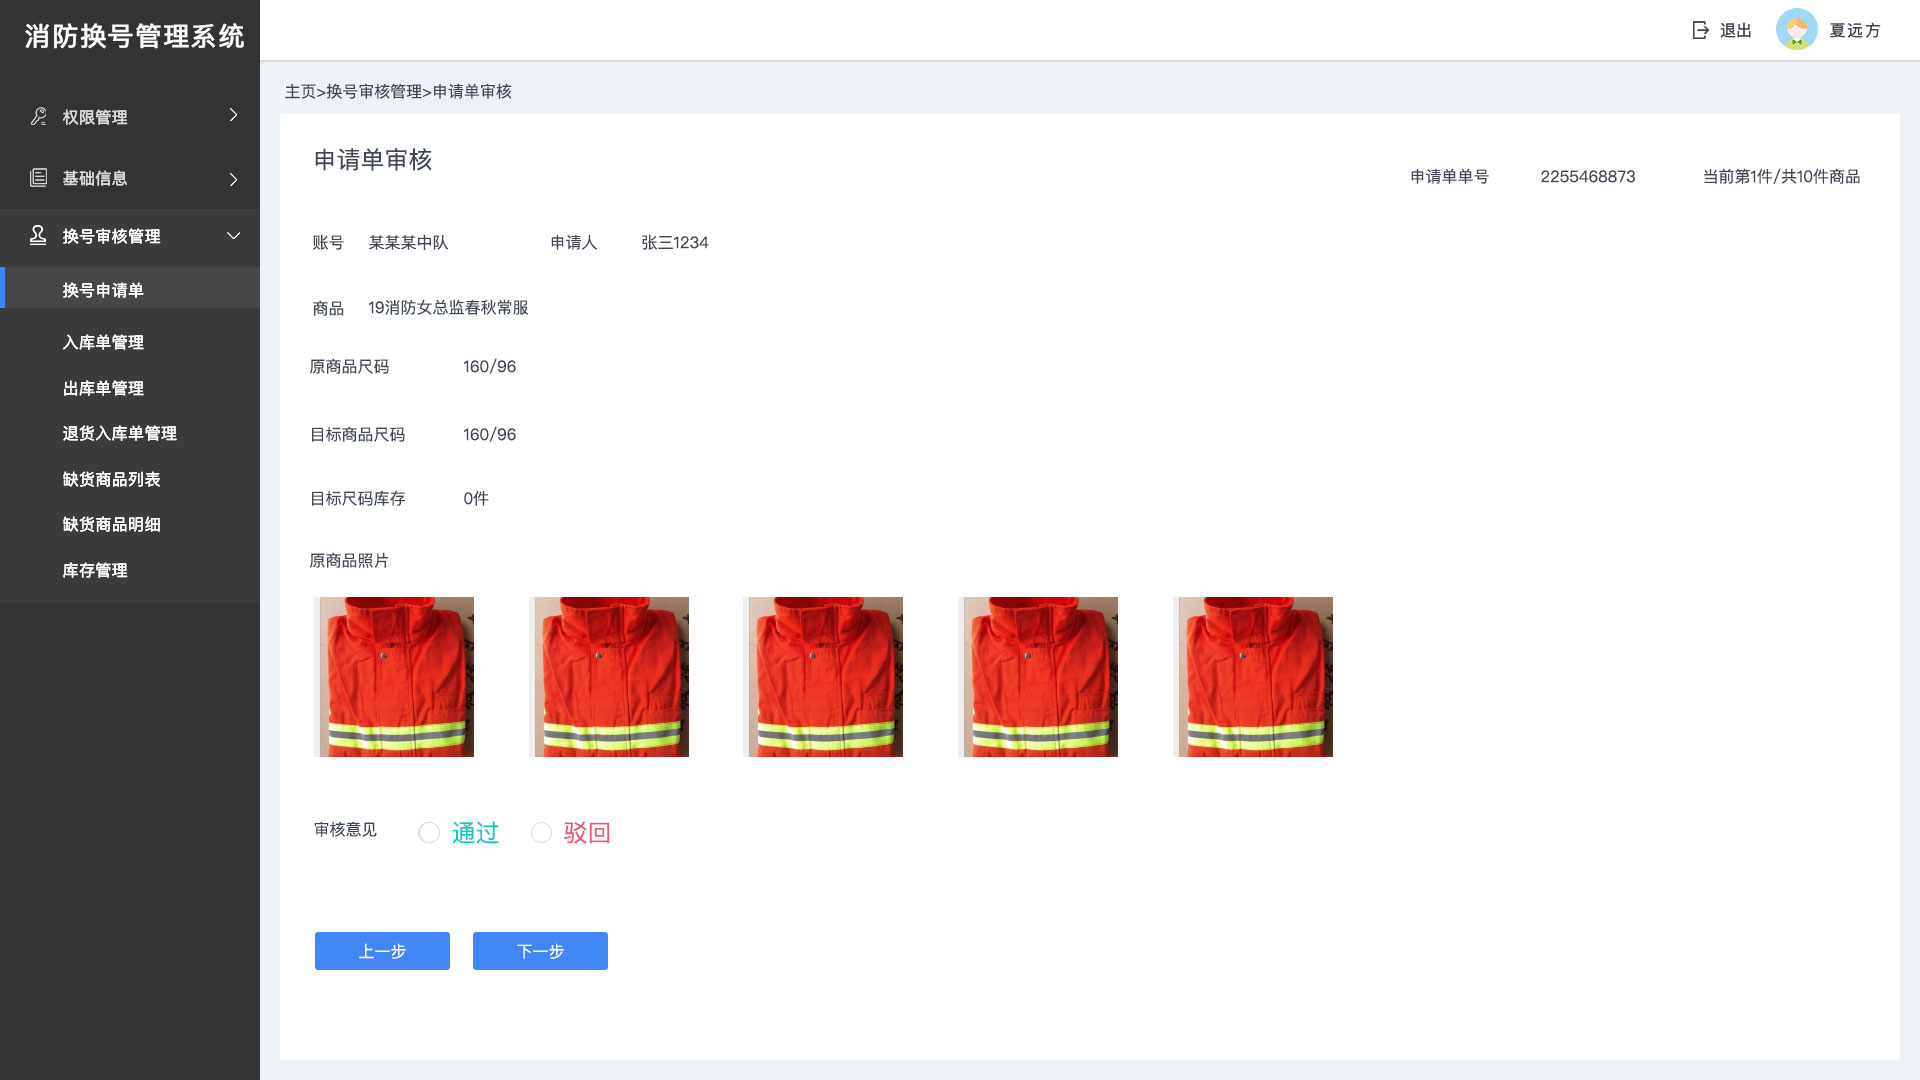 消防换号管理系统
退出
夏远方
权限管理
基础信息
换号审核管理
换号申请单
入库单管理
出库单管理
退货入库单管理
缺货商品列表
缺货商品明细
库存管理
主页>换号审核管理>申请单审核
申请单审核
申请单单号 2255468873 当前第1件/共10件商品
账号 某某某中队 申请人 张三1234
商品 19消防女总监春秋常服
原商品尺码 160/96
目标商品尺码 160/96
目标尺码库存 0件
原商品照片
审核意见 通过 驳回
上一步 下一步